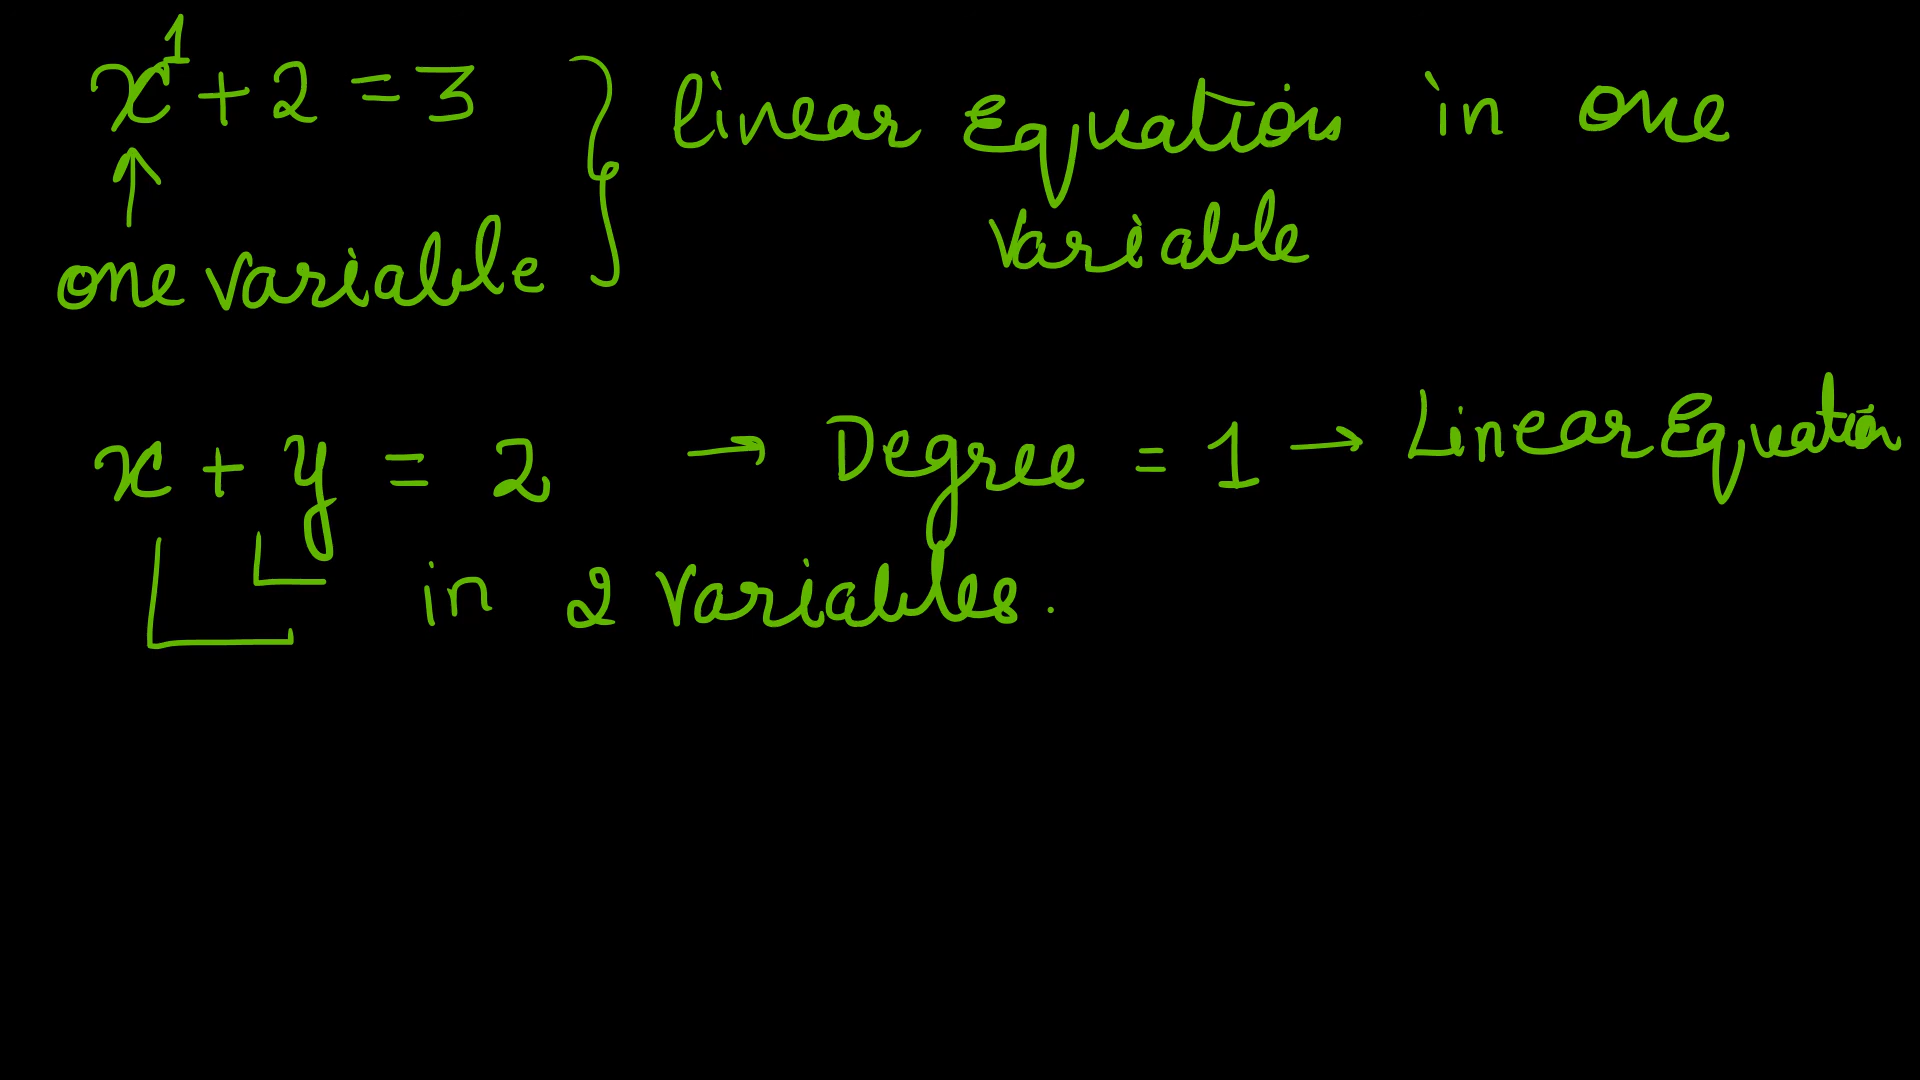 x¹ + 2 = 3 } linear Equation in one
variable
↑
one variable
x + y = 2 → Degree = 1 → Linear Equation
in 2 variables.